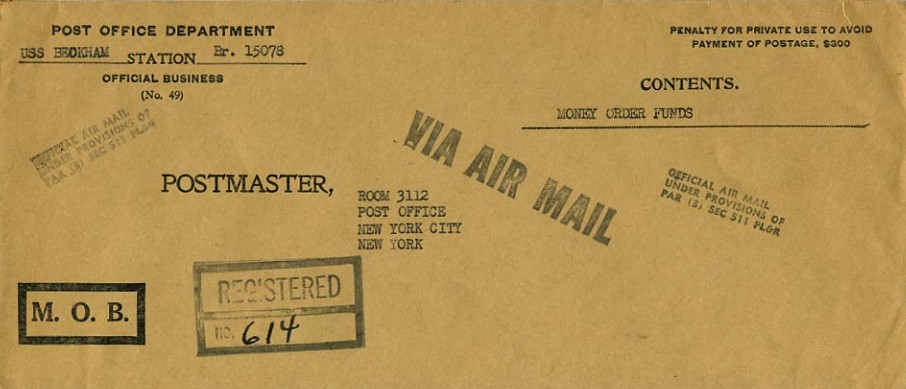 POST OFFICE DEPARTMENT
USS BECKHAM STATION Br. 15078
OFFICIAL BUSINESS
(No. 49)
PENALTY FOR PRIVATE USE TO AVOID
PAYMENT OF POSTAGE, $300
CONTENTS.
MONEY ORDER FUNDS
OFFICIAL AIR MAIL
UNDER PROVISIONS OF
PAR (3) SEC 511 PL&R
VIA AIR MAIL
OFFICIAL AIR MAIL
UNDER PROVISIONS OF
PAR (3) SEC 511 PL&R
POSTMASTER,
ROOM 3112
POST OFFICE
NEW YORK CITY
NEW YORK
M. O. B.
REGISTERED
NO. 614